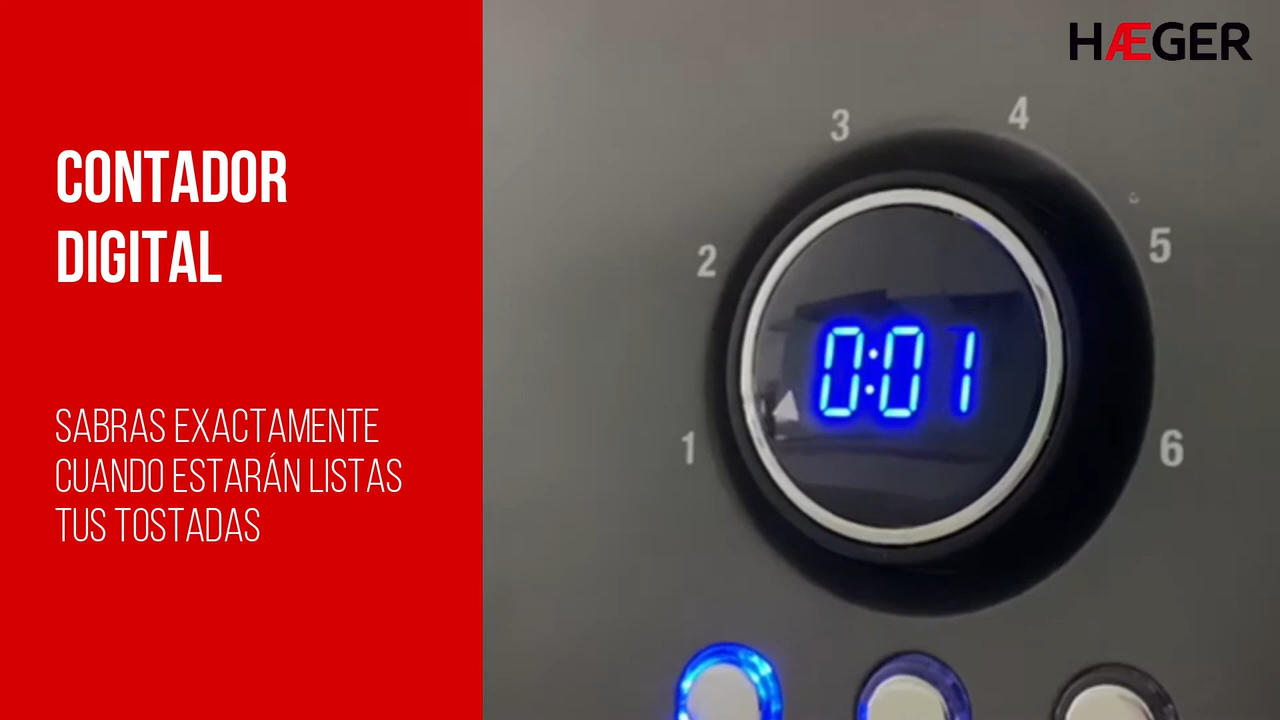 CONTADOR
DIGITAL
SABRAS EXACTAMENTE
CUANDO ESTARÁN LISTAS
TUS TOSTADAS
HÆGER
3
4
2
5
0:01
1
6